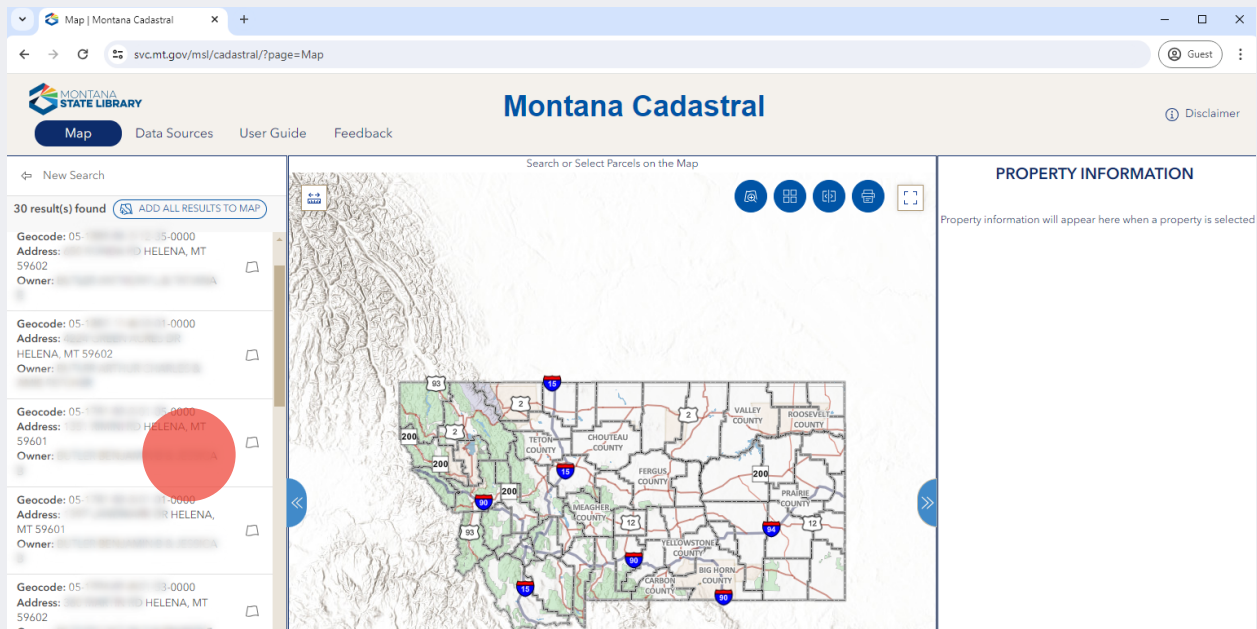 Map | Montana Cadastral
svc.mt.gov/msl/cadastral/?page=Map
Guest
MONTANA
STATE LIBRARY
Montana Cadastral
Disclaimer
Map
Data Sources
User Guide
Feedback
New Search
30 result(s) found
ADD ALL RESULTS TO MAP
Geocode: 05- -0000
Address: HELENA, MT
59602
Owner:
Geocode: 05- -0000
Address:
HELENA, MT 59602
Owner:
Geocode: 05- -0000
Address: HELENA, MT
59601
Owner:
Geocode: 05- -0000
Address: HELENA,
MT 59601
Owner:
Geocode: 05- -0000
Address: HELENA, MT
59602
Search or Select Parcels on the Map
93
15
2
2
VALLEY
COUNTY
ROOSEVELT
COUNTY
200
2
TETON
COUNTY
CHOUTEAU
COUNTY
200
15
FERGUS
COUNTY
200
90
200
PRAIRIE
COUNTY
MEAGHER
COUNTY
12
12
93
94
YELLOWSTONE
COUNTY
90
BIG HORN
COUNTY
CARBON
COUNTY
15
90
PROPERTY INFORMATION
Property information will appear here when a property is selected